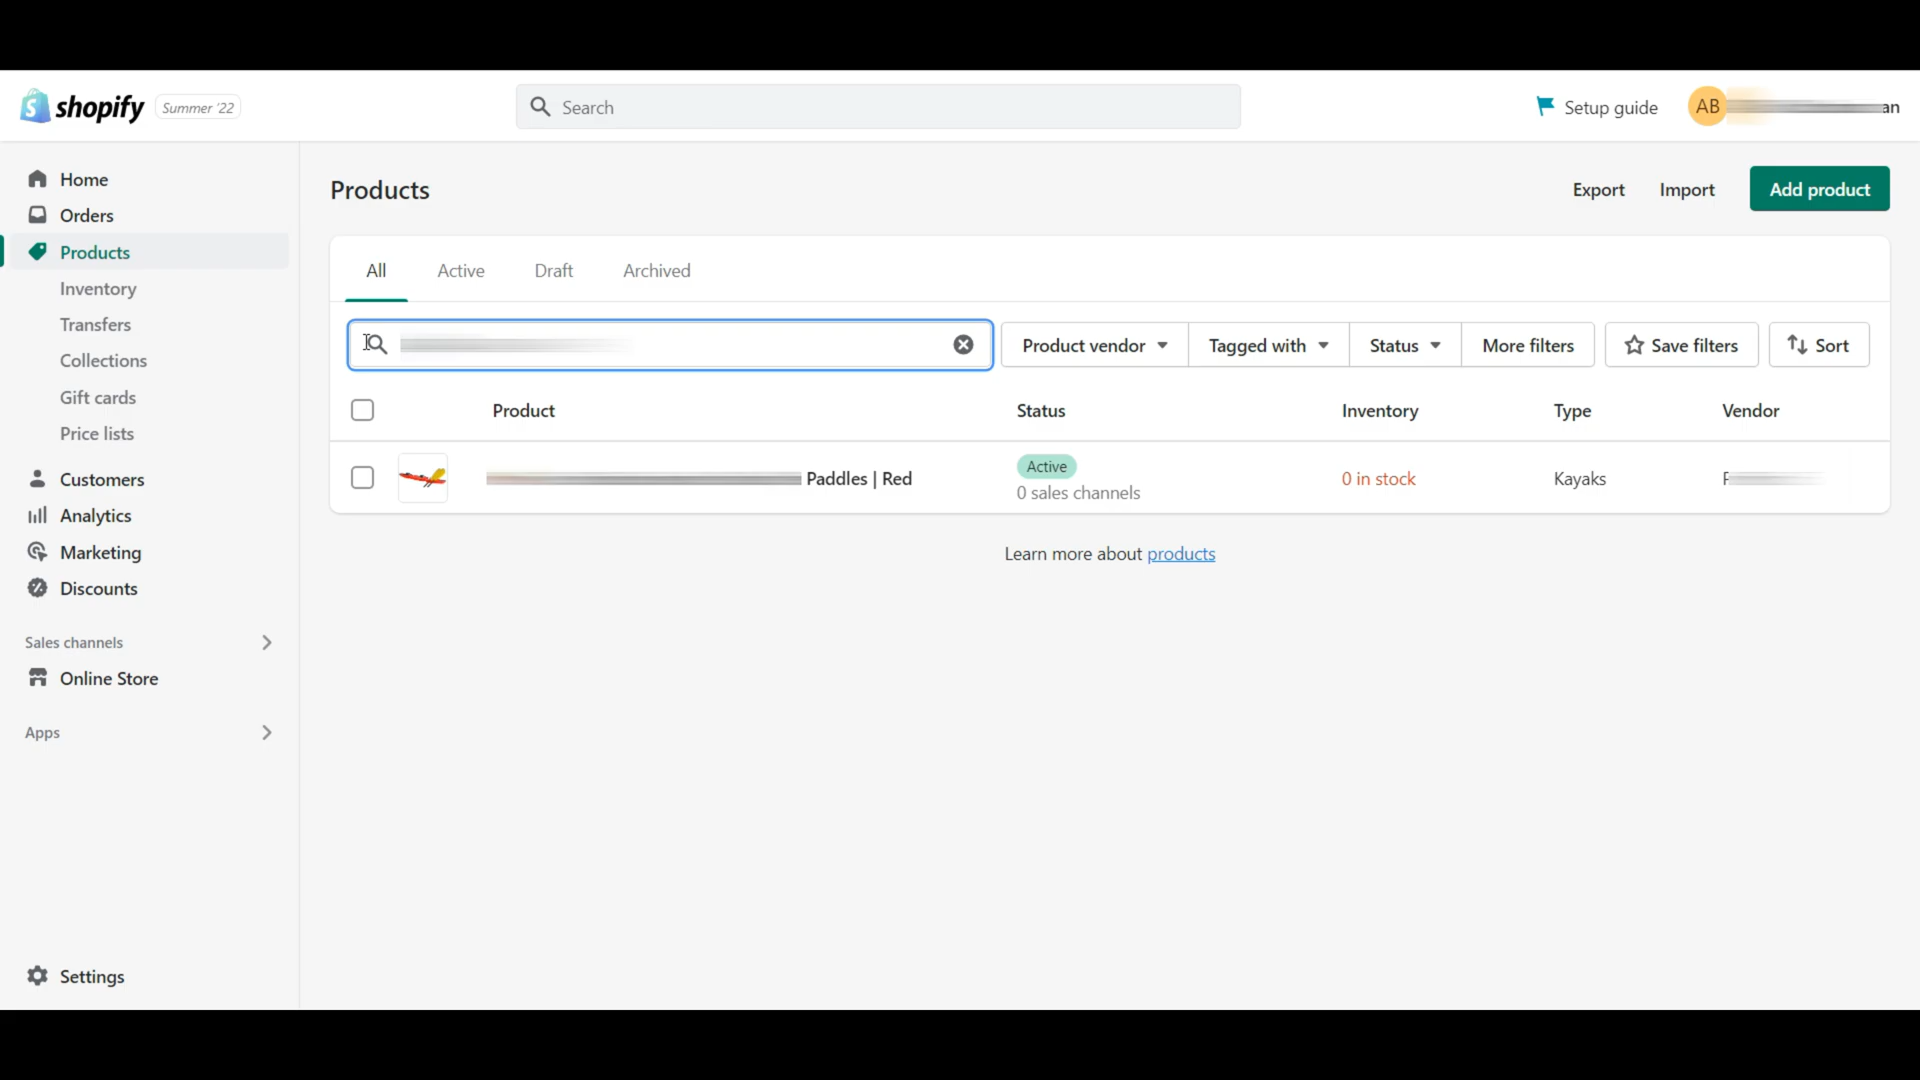 shopify Summer '22
Search
Setup guide
AB
Home
Orders
Products
Inventory
Transfers
Collections
Gift cards
Price lists
Customers
Analytics
Marketing
Discounts
Sales channels
Online Store
Apps
Settings
Products
Export Import Add product
All Active Draft Archived
Product vendor Tagged with Status More filters Save filters Sort
Product Status Inventory Type Vendor
Paddles | Red Active 0 in stock Kayaks
0 sales channels
Learn more about products